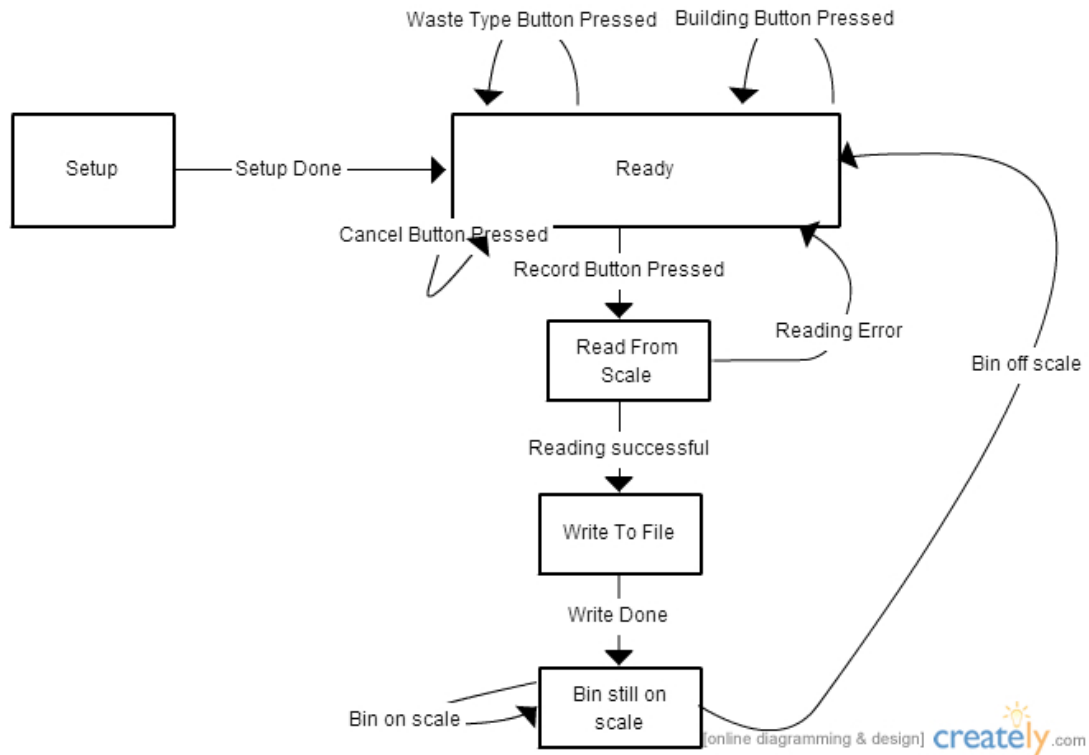 Waste Type Button Pressed
Building Button Pressed
Setup
Setup Done
Ready
Cancel Button Pressed
Record Button Pressed
Reading Error
Read From
Scale
Bin off scale
Reading successful
Write To File
Write Done
Bin still on
scale
Bin on scale
[online diagramming & design] creately.com